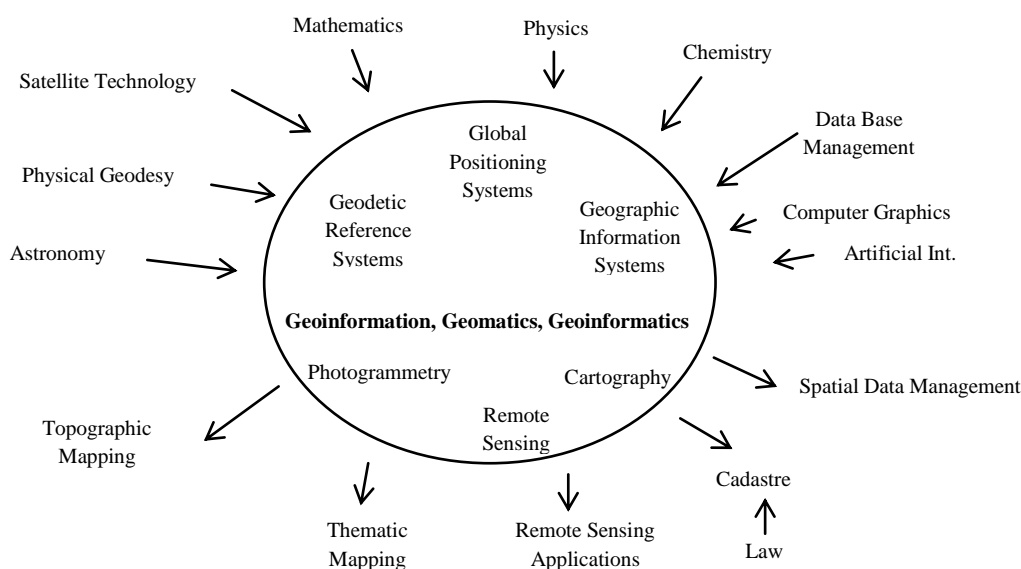 Mathematics
Physics
Chemistry
Satellite Technology
Data Base
Management
Global
Positioning
Systems
Physical Geodesy
Geodetic
Reference
Systems
Geographic
Information
Systems
Computer Graphics
Astronomy
Artificial Int.
Geoinformation, Geomatics, Geoinformatics
Photogrammetry
Cartography
Spatial Data Management
Remote
Sensing
Topographic
Mapping
Cadastre
Thematic
Mapping
Remote Sensing
Applications
Law